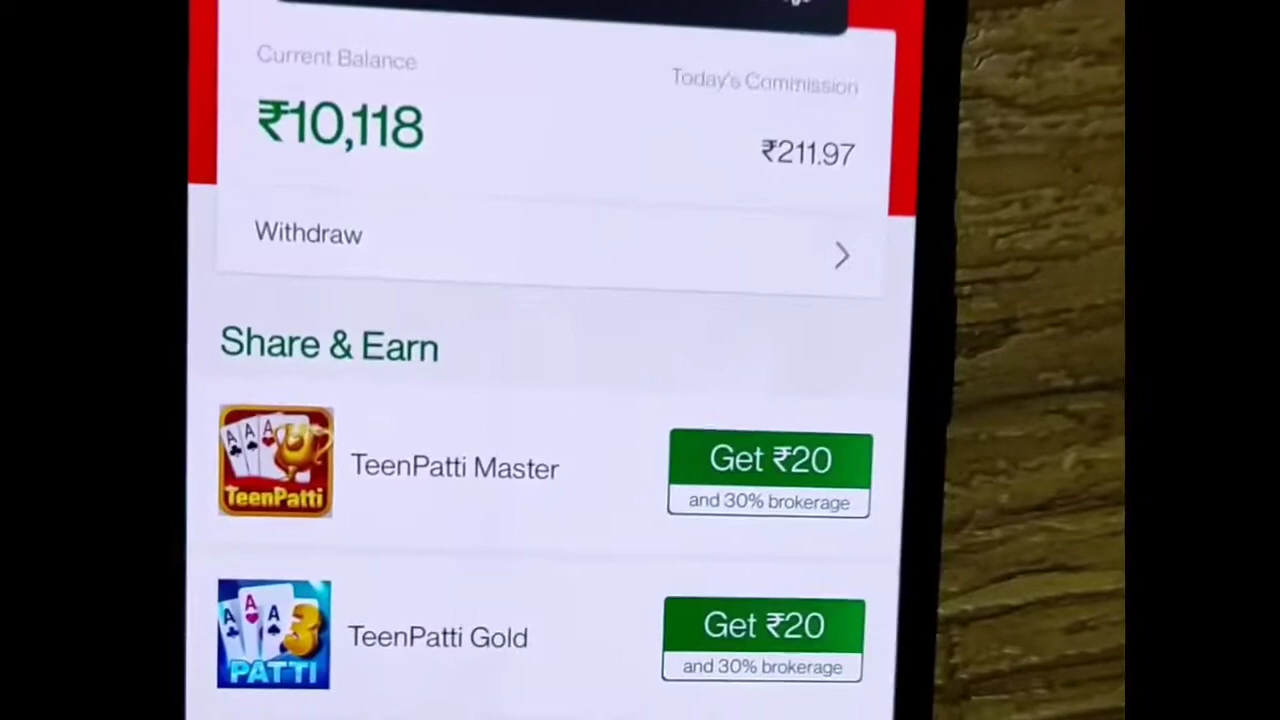 Current Balance
Today's Commission
₹10,118
₹211.97
Withdraw
Share & Earn
A A A
TeenPatti
TeenPatti Master
Get ₹20
and 30% brokerage
A A A 3
PATTI
TeenPatti Gold
Get ₹20
and 30% brokerage